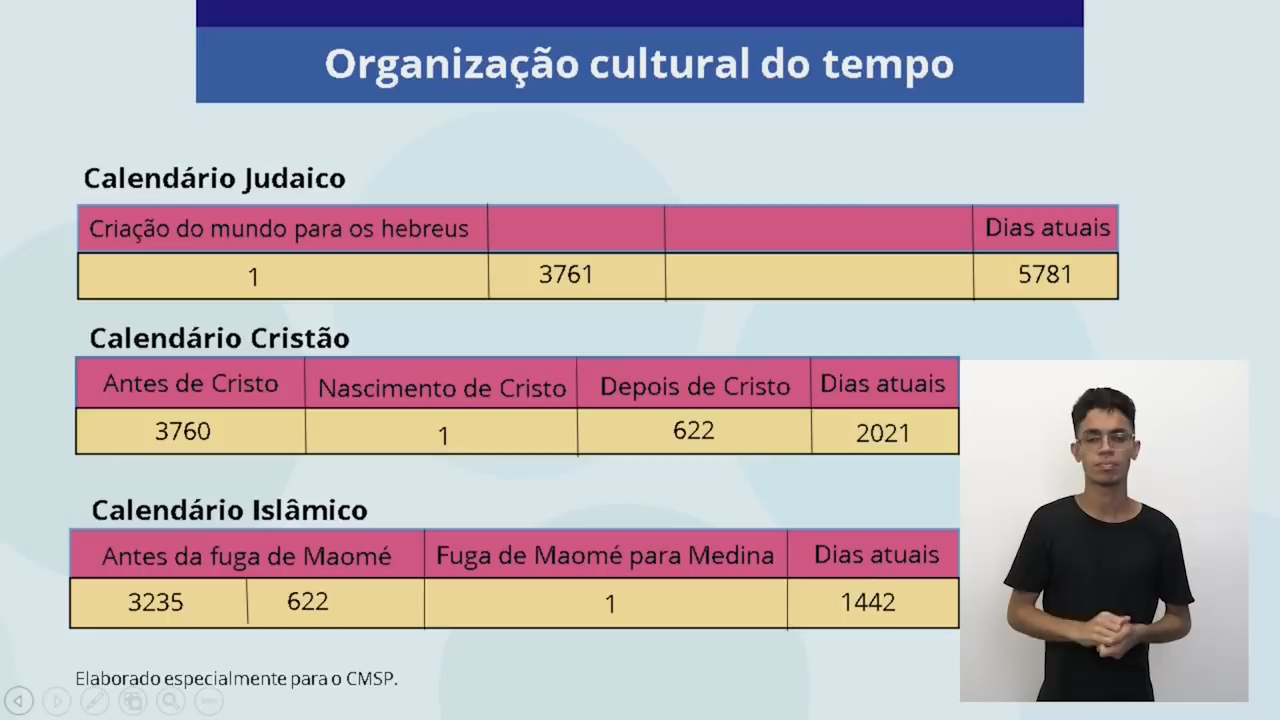 Organização cultural do tempo
Calendário Judaico
Criação do mundo para os hebreus Dias atuais
1 3761 5781
Calendário Cristão
Antes de Cristo Nascimento de Cristo Depois de Cristo Dias atuais
3760 1 622 2021
Calendário Islâmico
Antes da fuga de Maomé Fuga de Maomé para Medina Dias atuais
3235 622 1 1442
Elaborado especialmente para o CMSP.